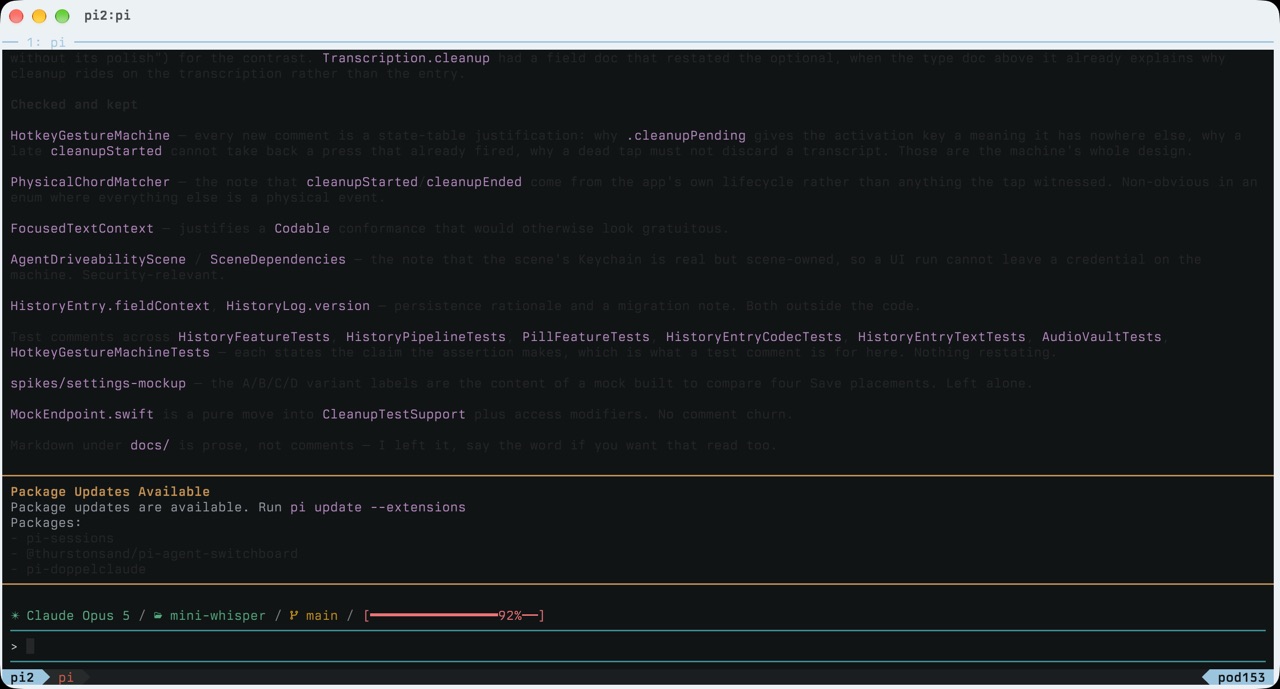 pi2:pi
1: pi
without its polish") for the contrast. Transcription.cleanup had a field doc that restated the optional, when the type doc above it already explains why
cleanup rides on the transcription rather than the entry.
Checked and kept
HotkeyGestureMachine — every new comment is a state-table justification: why .cleanupPending gives the activation key a meaning it has nowhere else, why a
late cleanupStarted cannot take back a press that already fired, why a dead tap must not discard a transcript. Those are the machine's whole design.
PhysicalChordMatcher — the note that cleanupStarted/cleanupEnded come from the app's own lifecycle rather than anything the tap witnessed. Non-obvious in an
enum where everything else is a physical event.
FocusedTextContext — justifies a Codable conformance that would otherwise look gratuitous.
AgentDriveabilityScene / SceneDependencies — the note that the scene's Keychain is real but scene-owned, so a UI run cannot leave a credential on the
machine. Security-relevant.
HistoryEntry.fieldContext, HistoryLog.version — persistence rationale and a migration note. Both outside the code.
Test comments across HistoryFeatureTests, HistoryPipelineTests, PillFeatureTests, HistoryEntryCodecTests, HistoryEntryTextTests, AudioVaultTests,
HotkeyGestureMachineTests — each states the claim the assertion makes, which is what a test comment is for here. Nothing restating.
spikes/settings-mockup — the A/B/C/D variant labels are the content of a mock built to compare four Save placements. Left alone.
MockEndpoint.swift is a pure move into CleanupTestSupport plus access modifiers. No comment churn.
Markdown under docs/ is prose, not comments — I left it, say the word if you want that read too.
Package Updates Available
Package updates are available. Run pi update --extensions
Packages:
- pi-sessions
- @thurstonsand/pi-agent-switchboard
- pi-doppelclaude
Claude Opus 5 / mini-whisper / main / [92%]
>
pi2 pi pod153